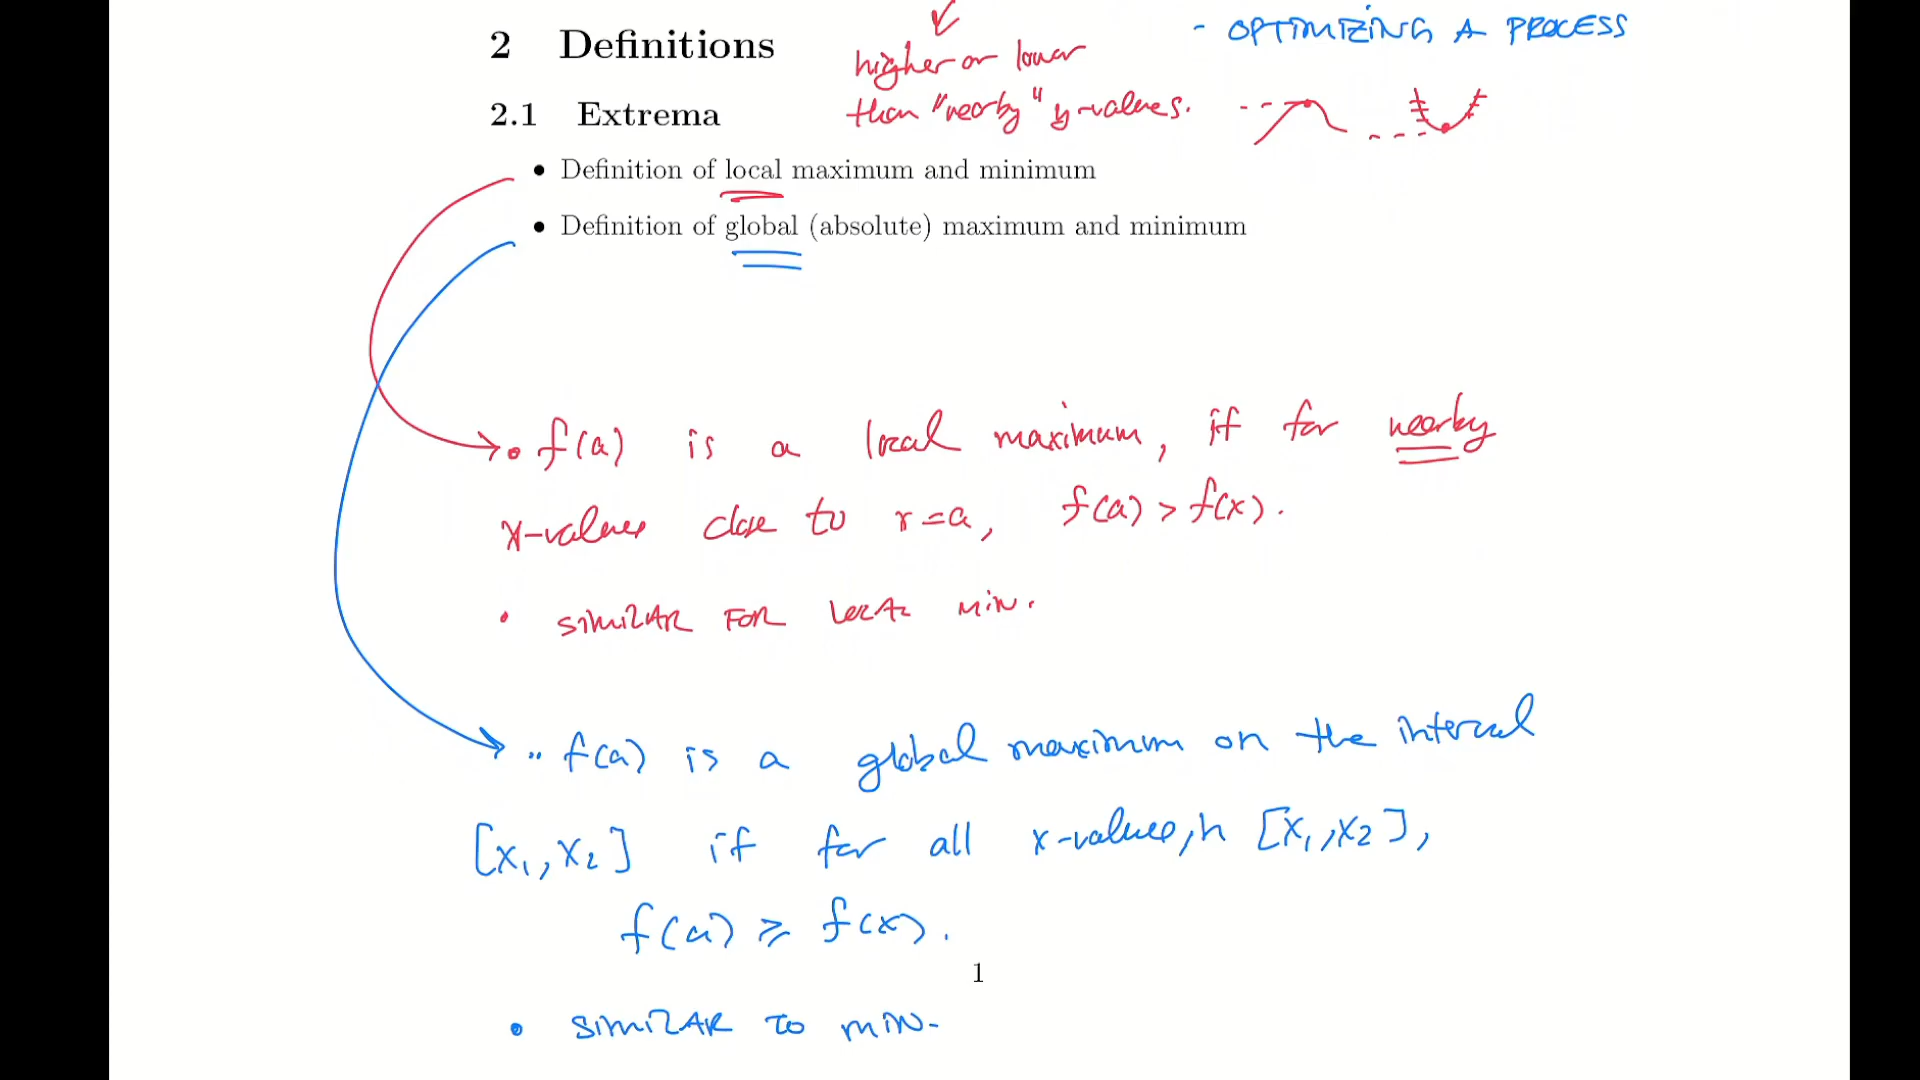 - OPTIMIZING A PROCESS
2 Definitions
higher or lower
than "nearby" y-values.
2.1 Extrema
• Definition of local maximum and minimum
• Definition of global (absolute) maximum and minimum
• f(a) is a local maximum, if for nearby
x-values close to x=a, f(a) > f(x).
• SIMILAR FOR LOCAL MIN.
•• f(a) is a global maximum on the interval
[x₁,x₂] if for all x-values in [x₁,x₂],
f(a) ≥ f(x).
1
• SIMILAR TO MIN-